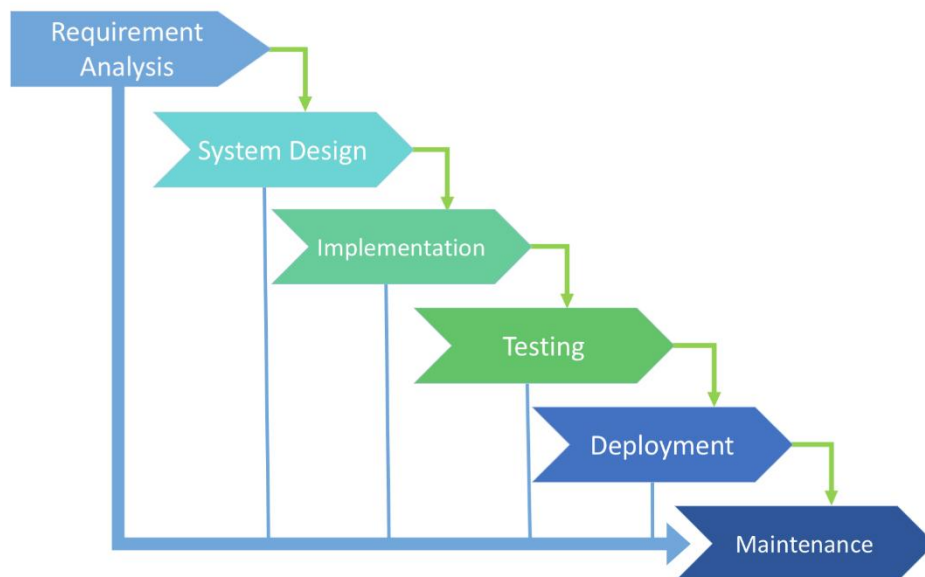 Requirement
Analysis
System Design
Implementation
Testing
Deployment
Maintenance